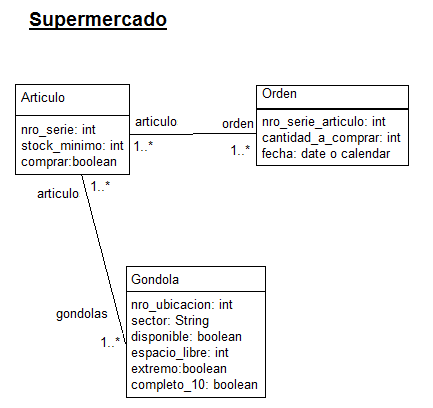 Supermercado
Articulo
nro_serie: int
stock_minimo: int
comprar:boolean
articulo
1..*
orden
1..*
Orden
nro_serie_articulo: int
cantidad_a_comprar: int
fecha: date o calendar
articulo
1..*
gondolas
1..*
Gondola
nro_ubicacion: int
sector: String
disponible: boolean
espacio_libre: int
extremo:boolean
completo_10: boolean